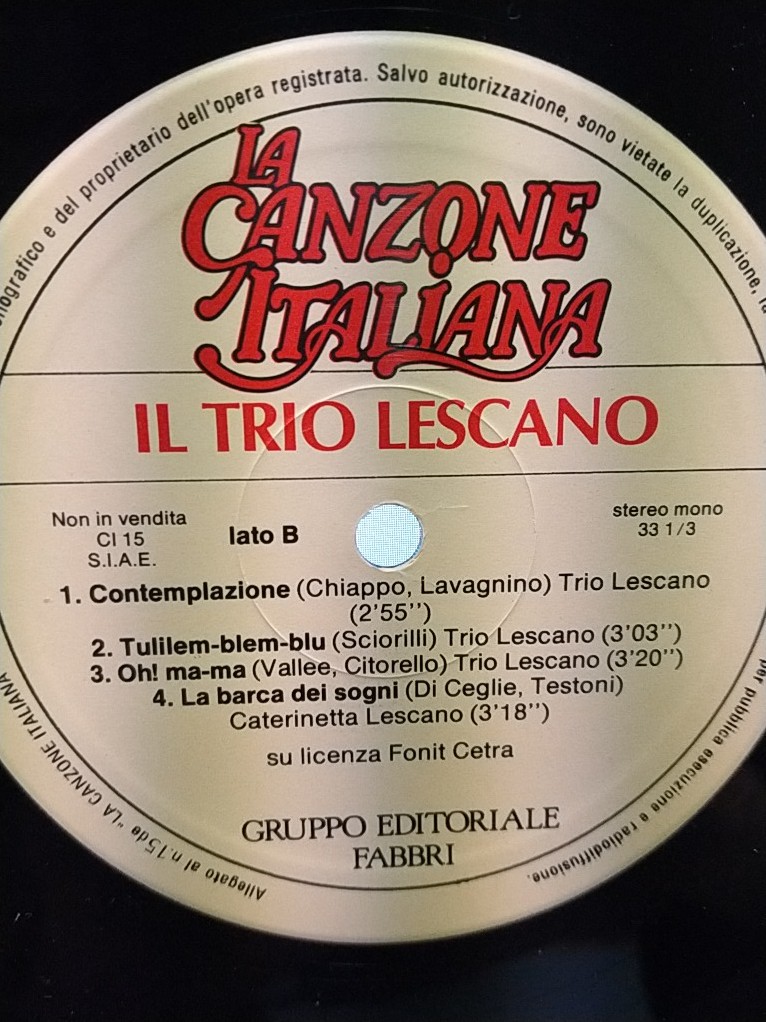 nografico e del proprietario dell'opera registrata. Salvo autorizzazione, sono vietate la duplicazione, la
LA
CANZONE
ITALIANA
IL TRIO LESCANO
Non in vendita
CI 15
S.I.A.E.
lato B
stereo mono
33 1/3
1. Contemplazione (Chiappo, Lavagnino) Trio Lescano
(2'55'')
2. Tulilem-blem-blu (Sciorilli) Trio Lescano (3'03'')
3. Oh! ma-ma (Vallee, Citorello) Trio Lescano (3'20'')
4. La barca dei sogni (Di Ceglie, Testoni)
Caterinetta Lescano (3'18'')
su licenza Fonit Cetra
GRUPPO EDITORIALE
FABBRI
per pubblica esecuzione e radiodiffusione.
Allegato al n.15 de "LA CANZONE ITALIANA